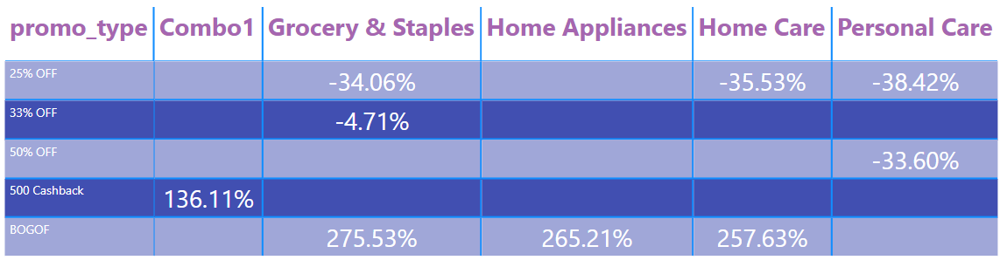 promo_type Combo1 Grocery & Staples Home Appliances Home Care Personal Care
25% OFF -34.06% -35.53% -38.42%
33% OFF -4.71%
50% OFF -33.60%
500 Cashback 136.11%
BOGOF 275.53% 265.21% 257.63%